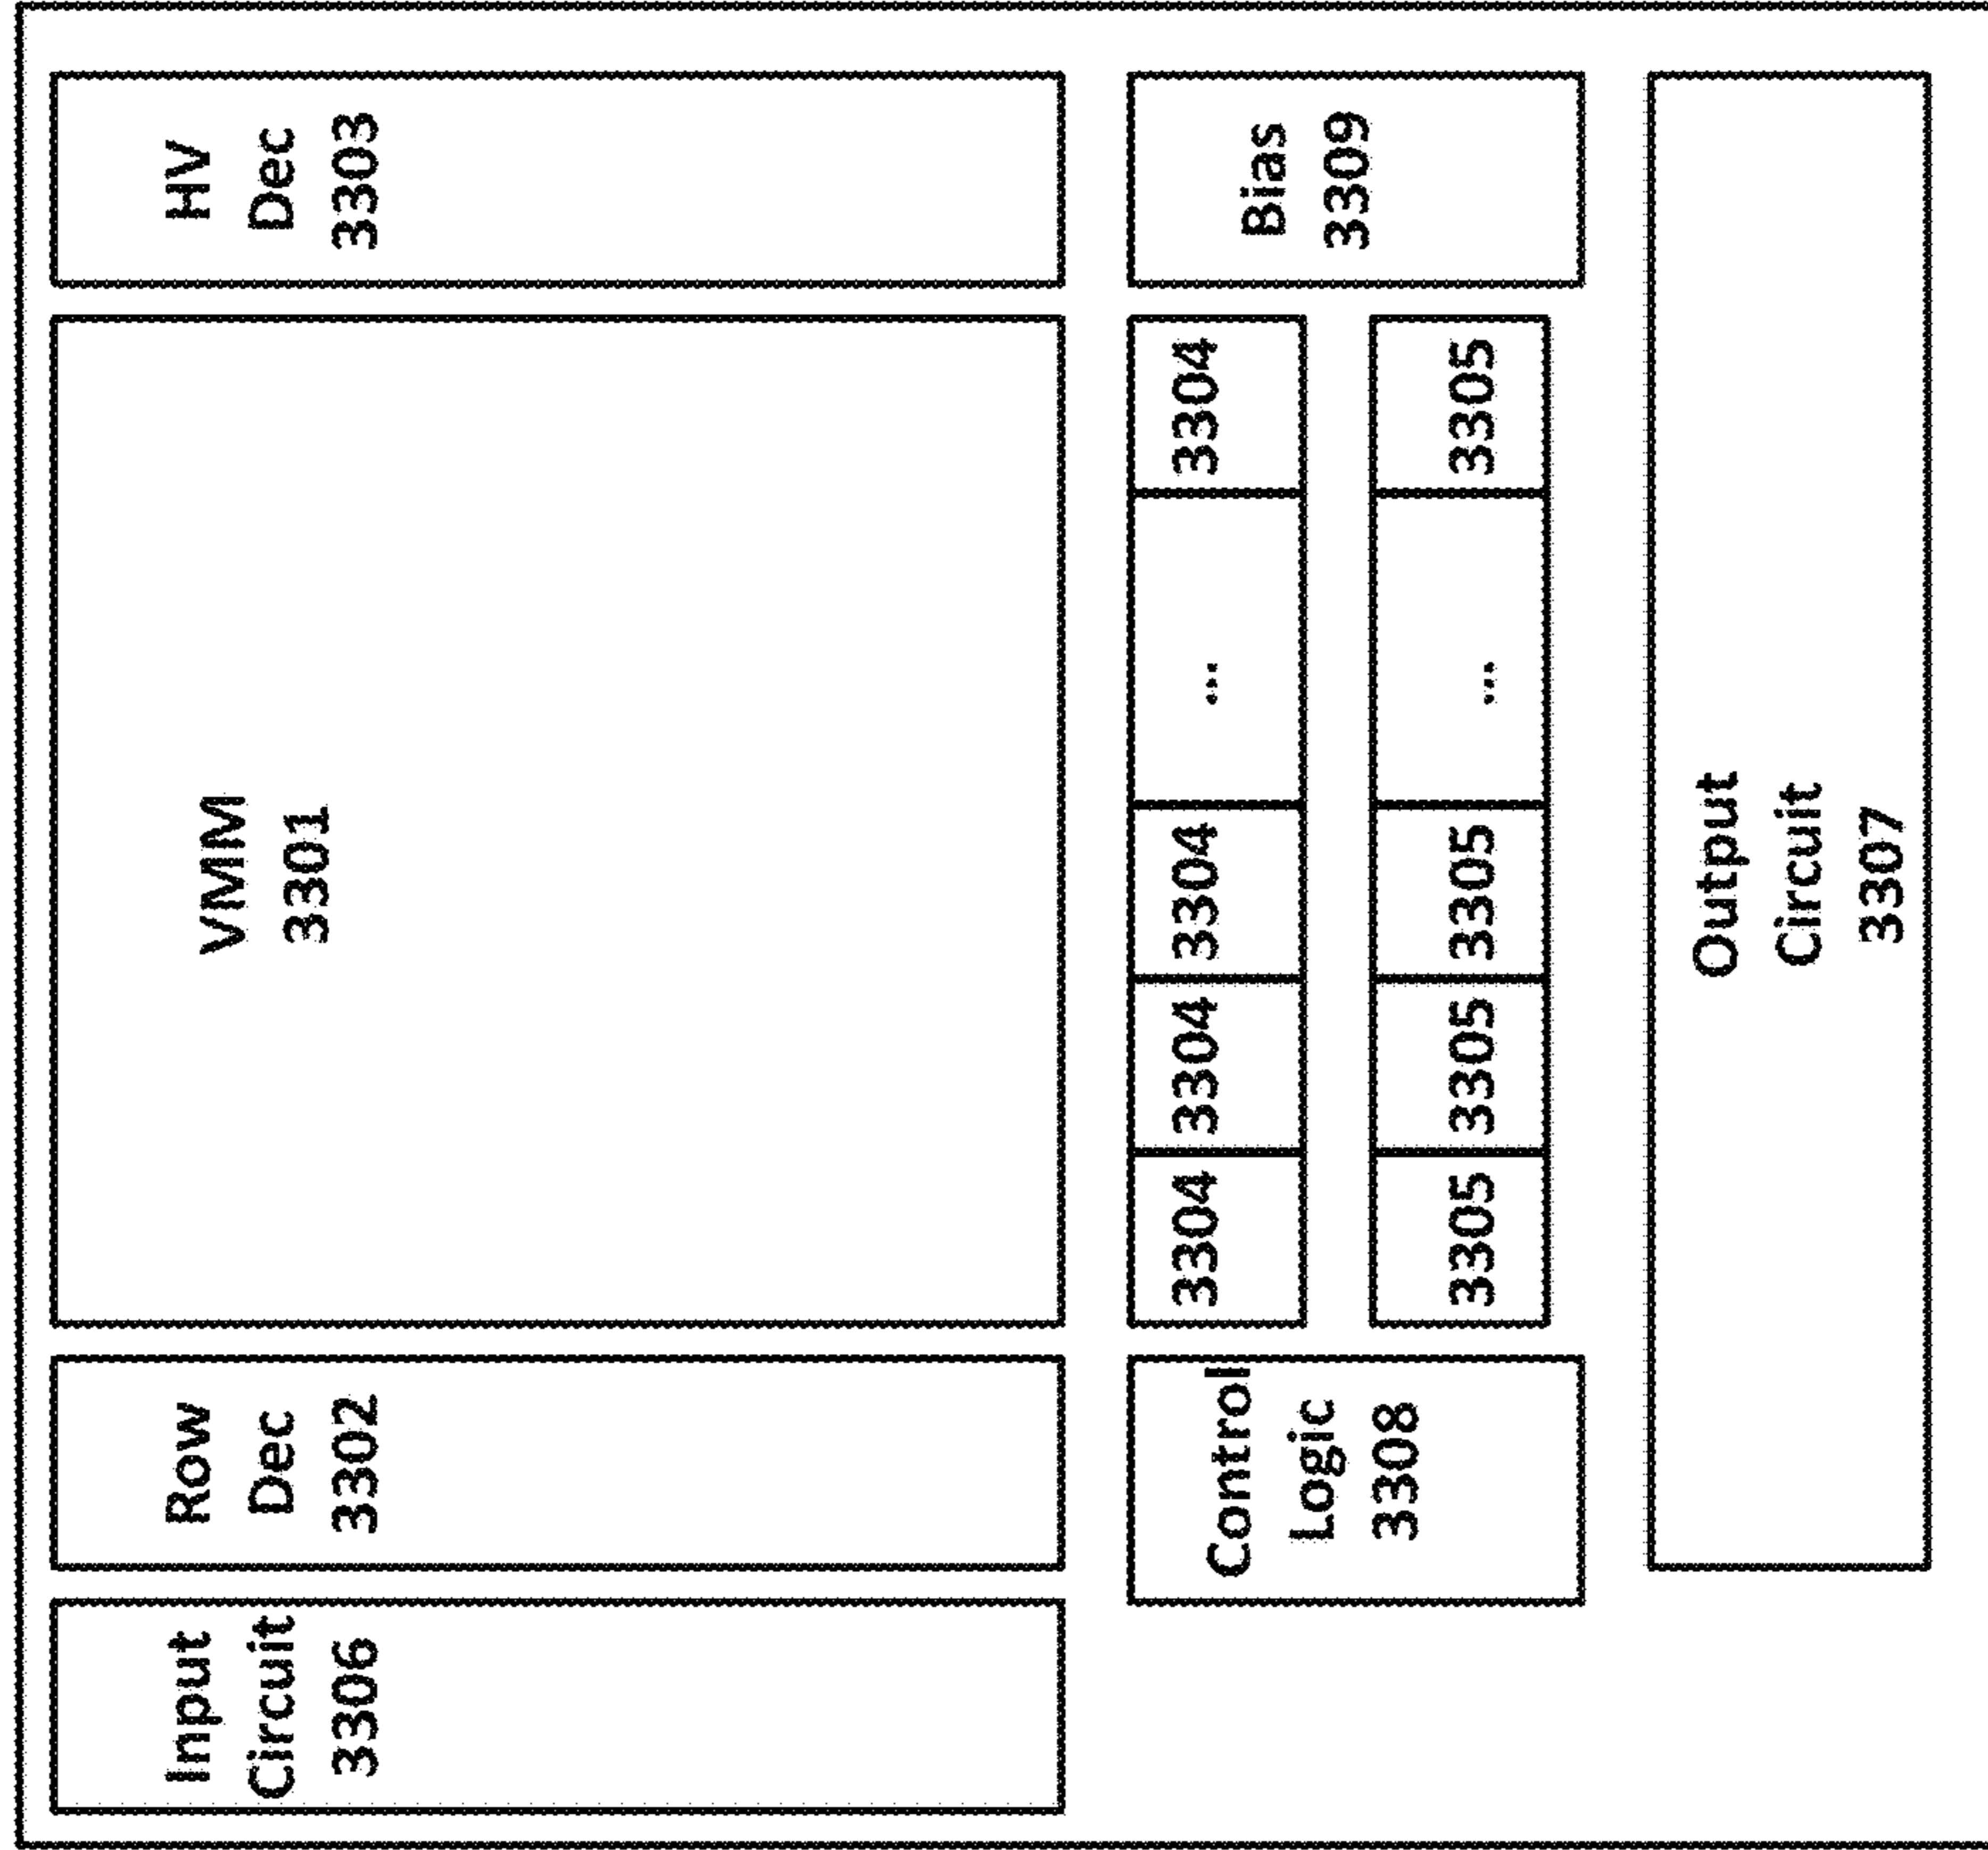 Input
Circuit
3306
Row
Dec
3302
VMM
3301
HV
Dec
3303
Control
Logic
3308
3304
3304
3304
...
3304
3305
3305
3305
...
3305
Bias
3309
Output
Circuit
3307